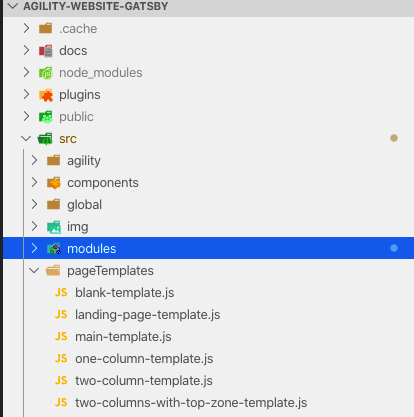 AGILITY-WEBSITE-GATSBY
.cache
docs
node_modules
plugins
public
src
agility
components
global
img
modules
pageTemplates
JS blank-template.js
JS landing-page-template.js
JS main-template.js
JS one-column-template.js
JS two-column-template.js
JS two-columns-with-top-zone-template.js